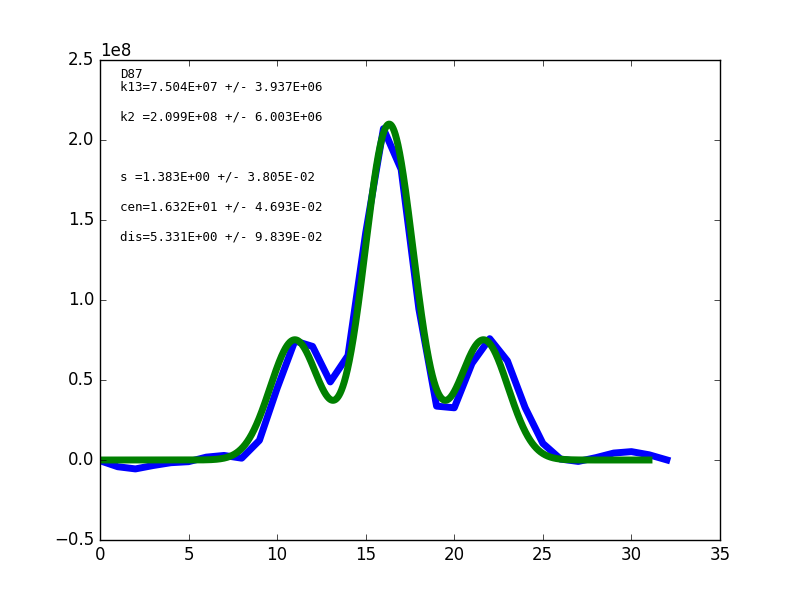 1e8
2.5
2.0
1.5
1.0
0.5
0.0
−0.5
D87
k13=7.504E+07 +/- 3.937E+06
k2 =2.099E+08 +/- 6.003E+06
s =1.383E+00 +/- 3.805E-02
cen=1.632E+01 +/- 4.693E-02
dis=5.331E+00 +/- 9.839E-02
0 5 10 15 20 25 30 35